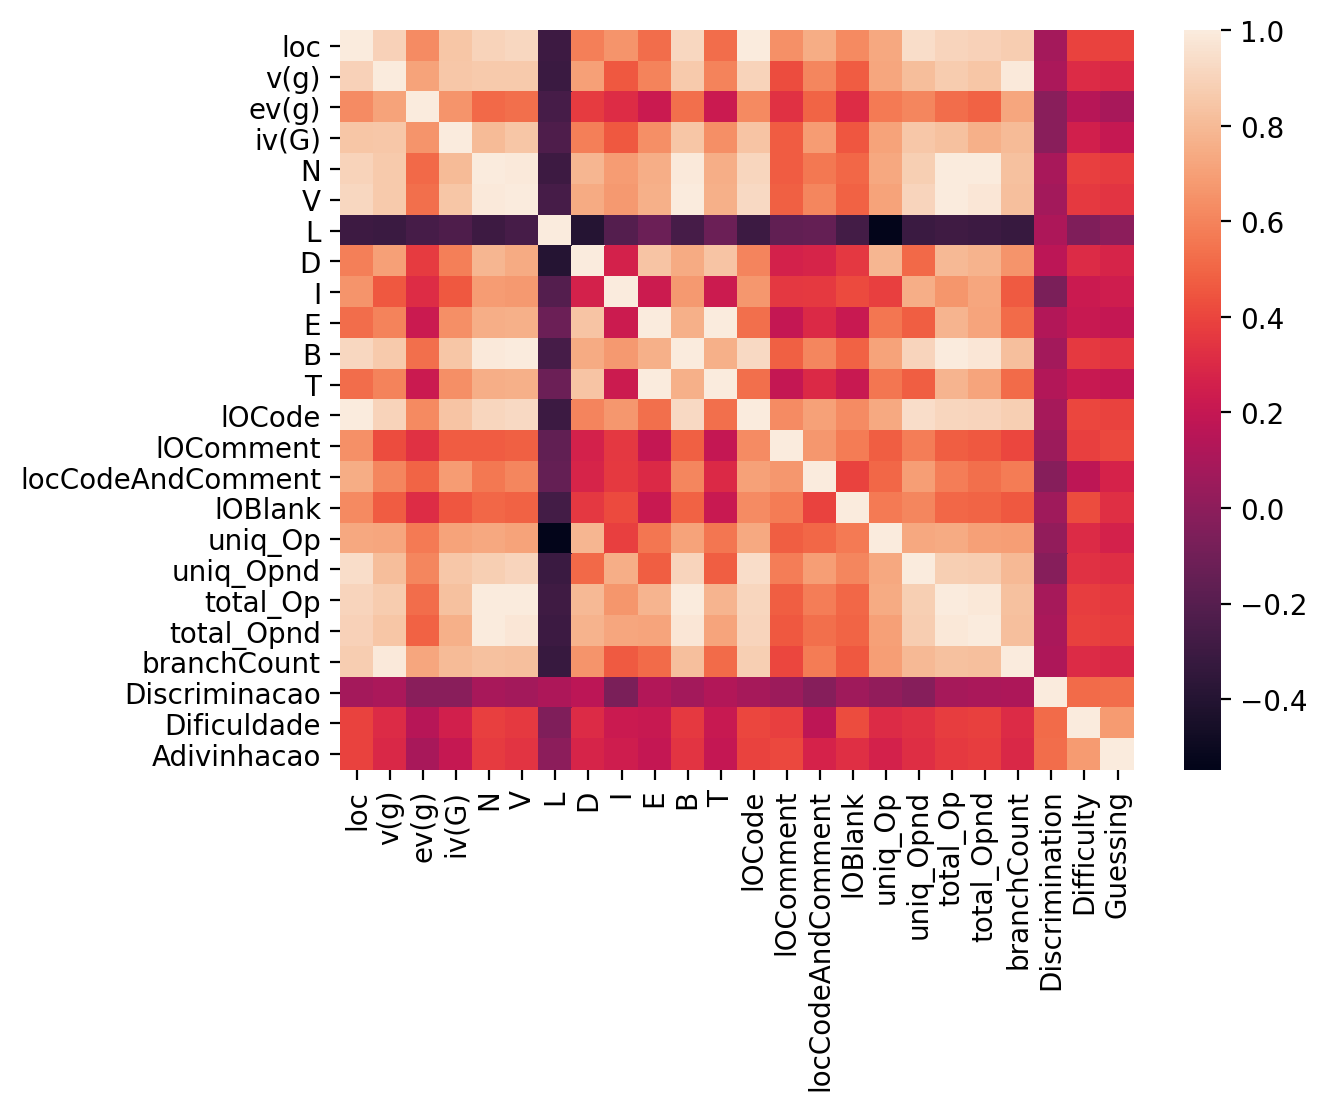 loc
v(g)
ev(g)
iv(G)
N
V
L
D
I
E
B
T
lOCode
lOComment
locCodeAndComment
lOBlank
uniq_Op
uniq_Opnd
total_Op
total_Opnd
branchCount
Discriminacao
Dificuldade
Adivinhacao
loc
v(g)
ev(g)
iv(G)
N
V
L
D
I
E
B
T
lOCode
lOComment
locCodeAndComment
lOBlank
uniq_Op
uniq_Opnd
total_Op
total_Opnd
branchCount
Discrimination
Difficulty
Guessing
1.0
0.8
0.6
0.4
0.2
0.0
−0.2
−0.4